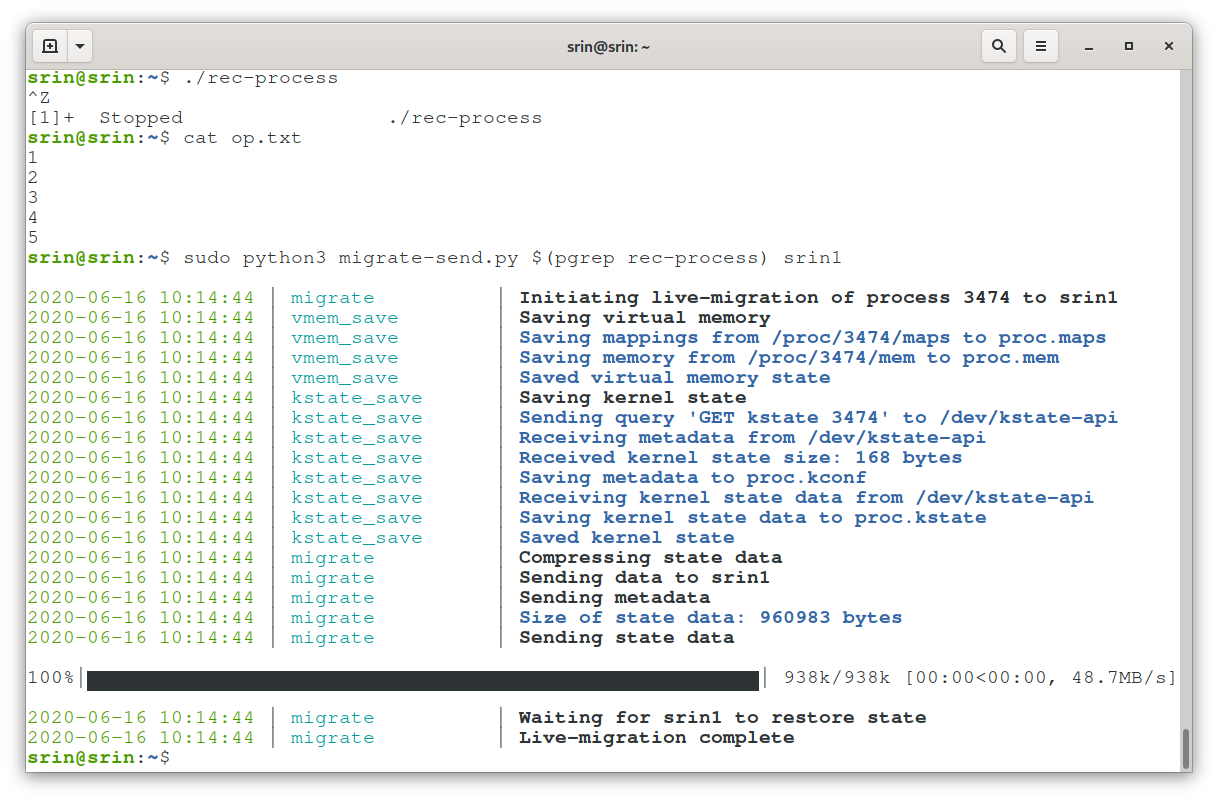 srin@srin: ~
srin@srin:~$ ./rec-process
^Z
[1]+  Stopped                 ./rec-process
srin@srin:~$ cat op.txt
1
2
3
4
5
srin@srin:~$ sudo python3 migrate-send.py $(pgrep rec-process) srin1
2020-06-16 10:14:44 | migrate | Initiating live-migration of process 3474 to srin1
2020-06-16 10:14:44 | vmem_save | Saving virtual memory
2020-06-16 10:14:44 | vmem_save | Saving mappings from /proc/3474/maps to proc.maps
2020-06-16 10:14:44 | vmem_save | Saving memory from /proc/3474/mem to proc.mem
2020-06-16 10:14:44 | vmem_save | Saved virtual memory state
2020-06-16 10:14:44 | kstate_save | Saving kernel state
2020-06-16 10:14:44 | kstate_save | Sending query 'GET kstate 3474' to /dev/kstate-api
2020-06-16 10:14:44 | kstate_save | Receiving metadata from /dev/kstate-api
2020-06-16 10:14:44 | kstate_save | Received kernel state size: 168 bytes
2020-06-16 10:14:44 | kstate_save | Saving metadata to proc.kconf
2020-06-16 10:14:44 | kstate_save | Receiving kernel state data from /dev/kstate-api
2020-06-16 10:14:44 | kstate_save | Saving kernel state data to proc.kstate
2020-06-16 10:14:44 | kstate_save | Saved kernel state
2020-06-16 10:14:44 | migrate | Compressing state data
2020-06-16 10:14:44 | migrate | Sending data to srin1
2020-06-16 10:14:44 | migrate | Sending metadata
2020-06-16 10:14:44 | migrate | Size of state data: 960983 bytes
2020-06-16 10:14:44 | migrate | Sending state data
100%| | 938k/938k [00:00<00:00, 48.7MB/s]
2020-06-16 10:14:44 | migrate | Waiting for srin1 to restore state
2020-06-16 10:14:44 | migrate | Live-migration complete
srin@srin:~$